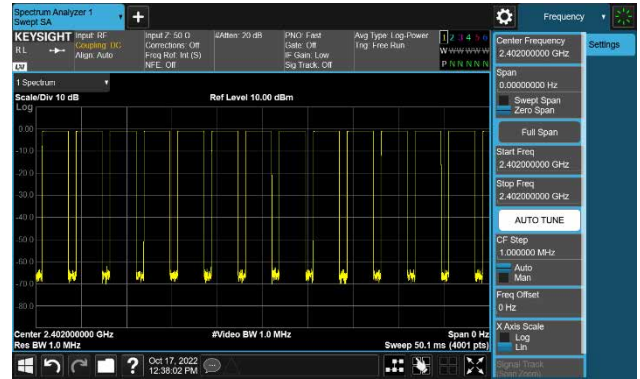 Spectrum Analyzer 1
Swept SA
+
Frequency
KEYSIGHT
RL
Input: RF
Coupling: DC
Align: Auto
Input Z: 50 Ω
Corrections: Off
Freq Ref: Int (S)
NFE: Off
#Atten: 20 dB
PNO: Fast
Gate: Off
IF Gain: Low
Sig Track: Off
Avg Type: Log-Power
Trig: Free Run
1 2 3 4 5 6
W W W W W W
P N N N N N
Center Frequency
2.402000000 GHz
Settings
Span
0.00000000 Hz
Swept Span
Zero Span
Full Span
Start Freq
2.402000000 GHz
Stop Freq
2.402000000 GHz
AUTO TUNE
CF Step
1.000000 MHz
Auto
Man
Freq Offset
0 Hz
X Axis Scale
Log
Lin
Signal Track
(Span Zoom)
1 Spectrum
Scale/Div 10 dB
Ref Level 10.00 dBm
Log
0.00
-10.0
-20.0
-30.0
-40.0
-50.0
-60.0
-70.0
-80.0
Center 2.402000000 GHz
#Video BW 1.0 MHz
Span 0 Hz
Res BW 1.0 MHz
Sweep 50.1 ms (4001 pts)
?
Oct 17, 2022
12:38:02 PM